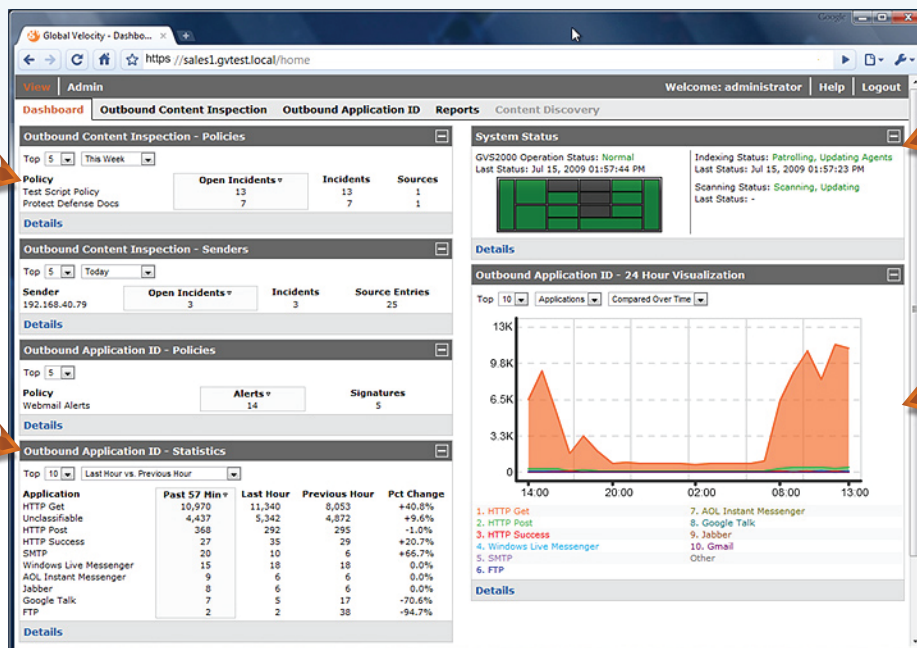 Google
Global Velocity - Dashbo...
https://sales1.gvtest.local/home
View Admin Welcome: administrator Help Logout
Dashboard Outbound Content Inspection Outbound Application ID Reports Content Discovery
Outbound Content Inspection - Policies
Top 5 This Week
Policy Open Incidents Incidents Sources
Test Script Policy 13 13 1
Protect Defense Docs 7 7 1
Details
Outbound Content Inspection - Senders
Top 5 Today
Sender Open Incidents Incidents Source Entries
192.168.40.79 3 3 25
Details
Outbound Application ID - Policies
Top 5
Policy Alerts Signatures
Webmail Alerts 14 5
Details
Outbound Application ID - Statistics
Top 10 Last Hour vs. Previous Hour
Application Past 57 Min Last Hour Previous Hour Pct Change
HTTP Get 10,970 11,340 8,053 +40.8%
Unclassifiable 4,437 5,342 4,872 +9.6%
HTTP Post 368 292 295 -1.0%
HTTP Success 27 35 29 +20.7%
SMTP 20 10 6 +66.7%
Windows Live Messenger 15 18 18 0.0%
AOL Instant Messenger 9 6 6 0.0%
Jabber 8 6 6 0.0%
Google Talk 7 5 17 -70.6%
FTP 2 2 38 -94.7%
Details
System Status
GVS2000 Operation Status: Normal
Last Status: Jul 15, 2009 01:57:44 PM
Indexing Status: Patrolling, Updating Agents
Last Status: Jul 15, 2009 01:57:23 PM
Scanning Status: Scanning, Updating
Last Status: -
Details
Outbound Application ID - 24 Hour Visualization
Top 10 Applications Compared Over Time
13K
9.8K
6.5K
3.3K
0
14:00 20:00 02:00 08:00 13:00
1. HTTP Get
2. HTTP Post
3. HTTP Success
4. Windows Live Messenger
5. SMTP
6. FTP
7. AOL Instant Messenger
8. Google Talk
9. Jabber
10. Gmail
Other
Details